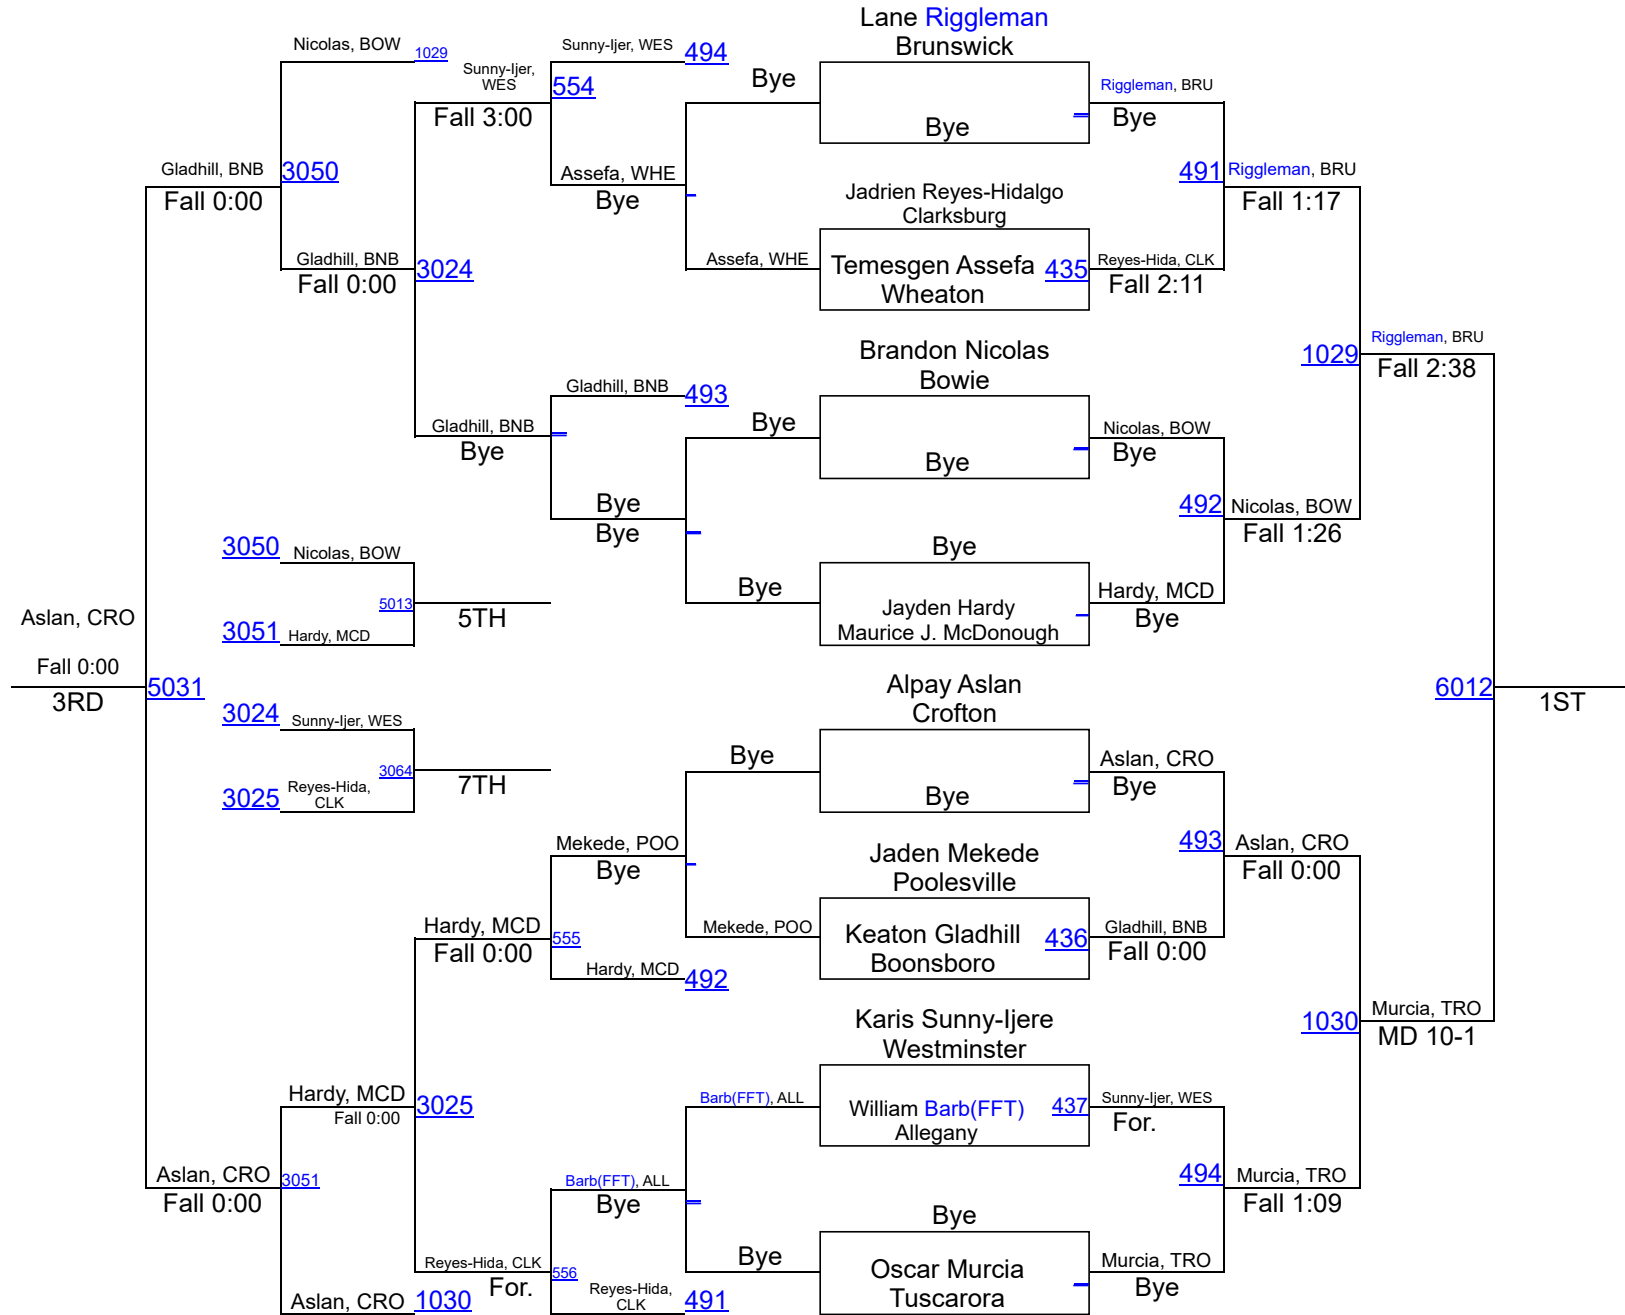 Lane Riggleman
Brunswick
Nicolas, BOW
1029
Sunny-Ijer, WES
494
Sunny-Ijer,
WES
554
Bye
Riggleman, BRU
Fall 3:00
Bye
Bye
Gladhill, BNB
3050
Assefa, WHE
491
Riggleman, BRU
Fall 0:00
Bye
Jadrien Reyes-Hidalgo
Clarksburg
Fall 1:17
Gladhill, BNB
3024
Assefa, WHE
Temesgen Assefa
Wheaton
435
Reyes-Hida, CLK
Fall 0:00
Fall 2:11
Brandon Nicolas
Bowie
1029
Riggleman, BRU
Fall 2:38
Gladhill, BNB
493
Gladhill, BNB
Bye
Bye
Nicolas, BOW
Bye
Bye
Bye
Bye
492
Nicolas, BOW
Fall 1:26
3050
Nicolas, BOW
Bye
5013
5TH
3051
Hardy, MCD
Bye
Jayden Hardy
Maurice J. McDonough
Hardy, MCD
Bye
Aslan, CRO
Fall 0:00
3RD
5031
Alpay Aslan
Crofton
6012
1ST
3024
Sunny-Ijer, WES
3064
7TH
3025
Reyes-Hida,
CLK
Bye
Bye
Aslan, CRO
Bye
Mekede, POO
Bye
Jaden Mekede
Poolesville
493
Aslan, CRO
Fall 0:00
Hardy, MCD
Fall 0:00
555
Mekede, POO
Keaton Gladhill
Boonsboro
436
Gladhill, BNB
Fall 0:00
Hardy, MCD
492
Karis Sunny-Ijere
Westminster
1030
Murcia, TRO
MD 10-1
Hardy, MCD
Fall 0:00
3025
Barb(FFT), ALL
William Barb(FFT)
Allegany
437
Sunny-Ijer, WES
For.
Aslan, CRO
Fall 0:00
3051
Barb(FFT), ALL
Bye
494
Murcia, TRO
Fall 1:09
Bye
Reyes-Hida, CLK
For.
556
Bye
Oscar Murcia
Tuscarora
Murcia, TRO
Bye
Aslan, CRO
1030
Reyes-Hida,
CLK
491